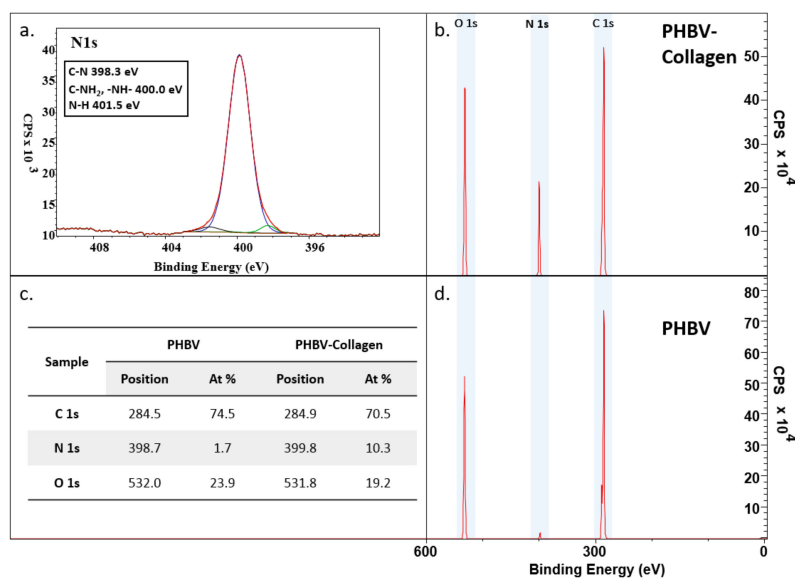 a.
N1s
C-N 398.3 eV
C-NH2, -NH- 400.0 eV
N-H 401.5 eV
CPS x 10 3
40
35
30
25
20
15
10
408 404 400 396
Binding Energy (eV)
b.
O 1s N 1s C 1s
PHBV-
Collagen
50
40
30
20
10
CPS x 10 4
c.
Sample PHBV PHBV-Collagen
Position At % Position At %
C 1s 284.5 74.5 284.9 70.5
N 1s 398.7 1.7 399.8 10.3
O 1s 532.0 23.9 531.8 19.2
d.
PHBV
80
70
60
50
40
30
20
10
CPS x 10 4
600 300 0
Binding Energy (eV)